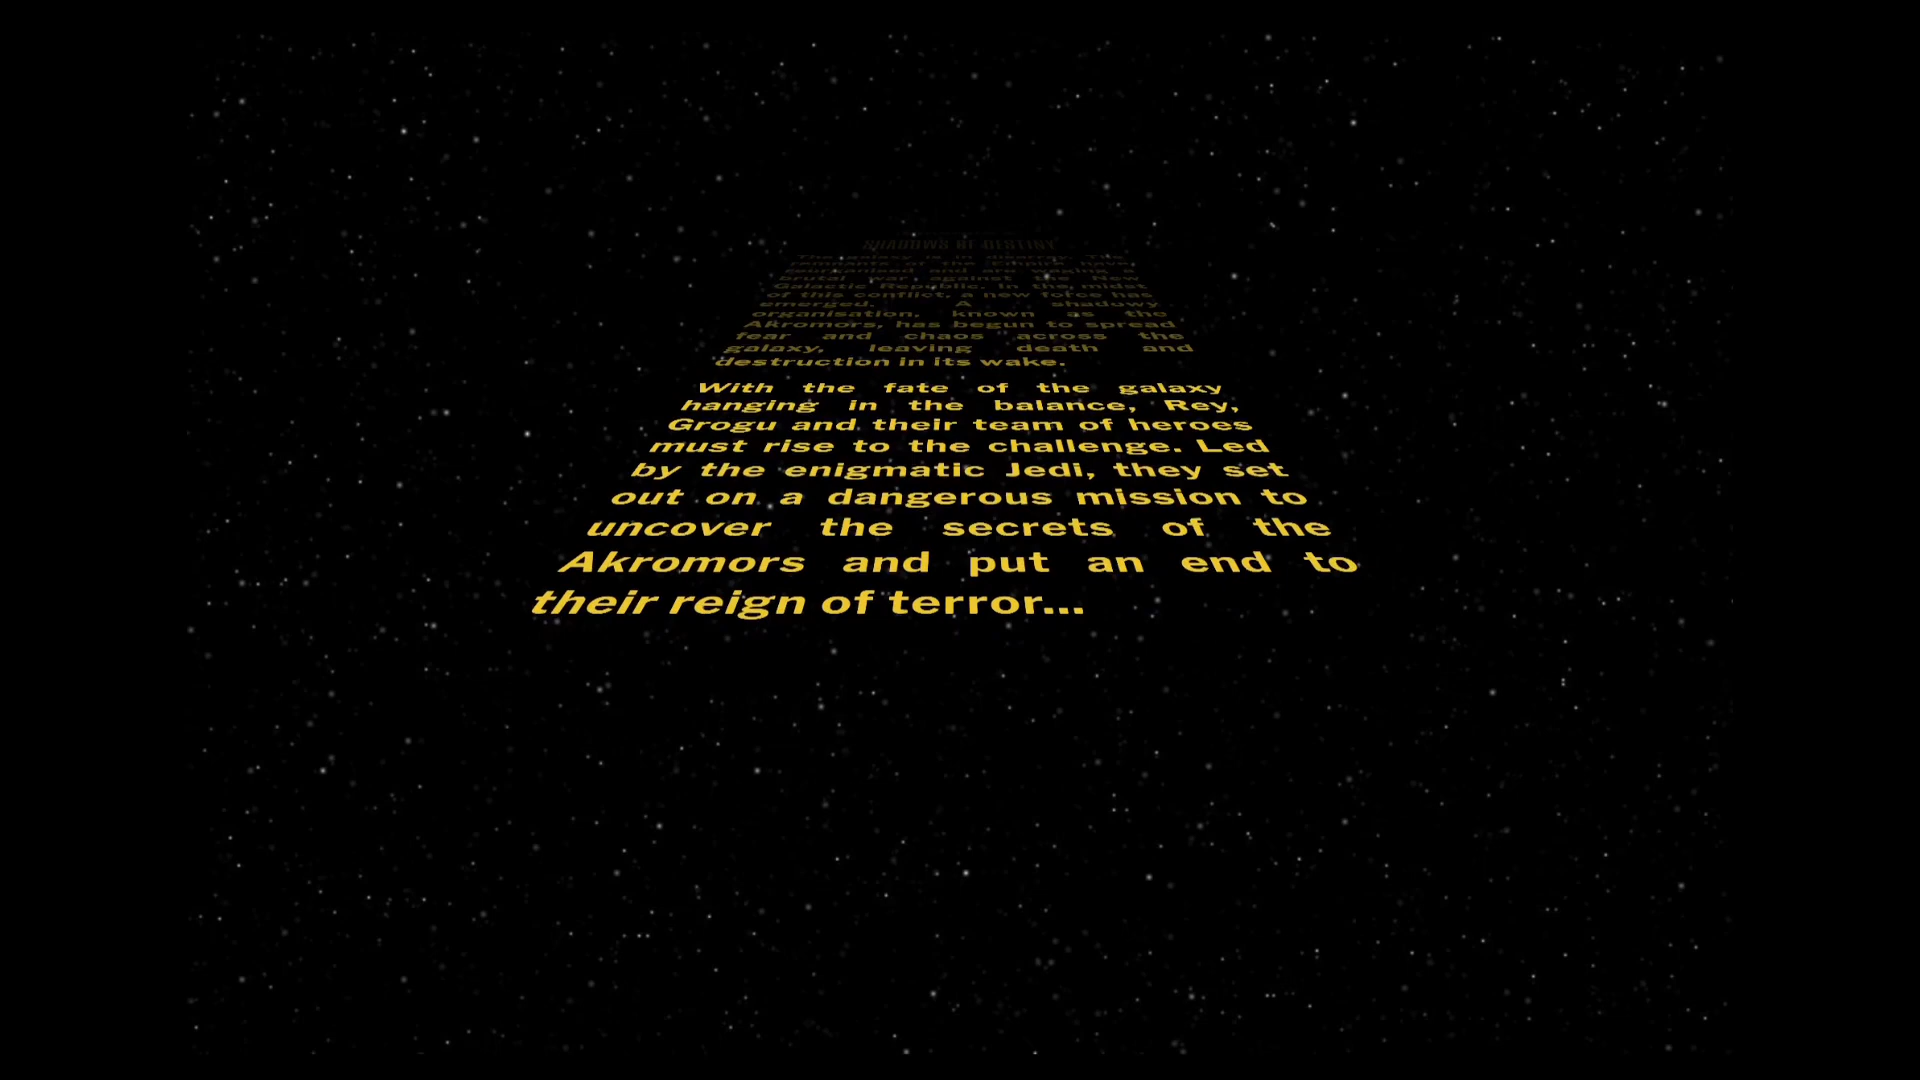 SHADOWS OF DESTINY
The galaxy is in disarray. The
remnants of the Empire have
reorganised and are waging a
brutal war against the New
Galactic Republic. In the midst
of this conflict, a new force has
emerged. A shadowy
organisation, known as the
Akromors, has begun to spread
fear and chaos across the
galaxy, leaving death and
destruction in its wake.
With the fate of the galaxy
hanging in the balance, Rey,
Grogu and their team of heroes
must rise to the challenge. Led
by the enigmatic Jedi, they set
out on a dangerous mission to
uncover the secrets of the
Akromors and put an end to
their reign of terror...